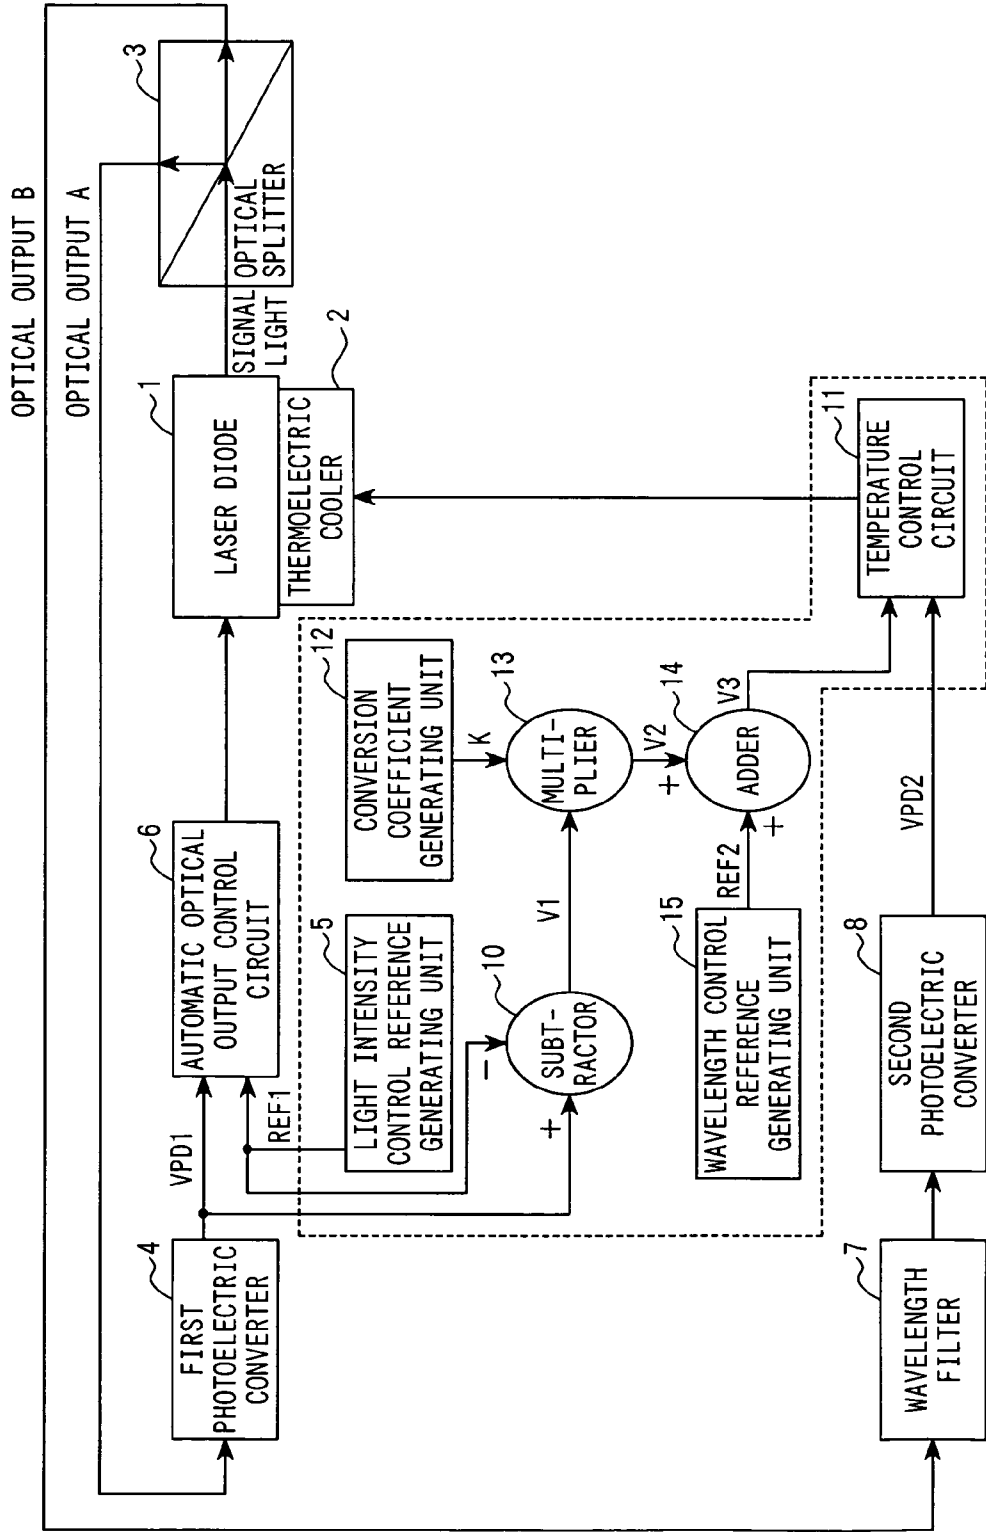 OPTICAL OUTPUT B
OPTICAL OUTPUT A
4
FIRST
PHOTOELECTRIC
CONVERTER
VPD1
REF1
6
AUTOMATIC OPTICAL
OUTPUT CONTROL
CIRCUIT
1
LASER DIODE
THERMOELECTRIC
COOLER
2
SIGNAL
LIGHT
3
OPTICAL
SPLITTER
5
LIGHT INTENSITY
CONTROL REFERENCE
GENERATING UNIT
12
CONVERSION
COEFFICIENT
GENERATING UNIT
K
+
-
10
SUBT-
RACTOR
V1
13
MULTI-
PLIER
V2
+
15
WAVELENGTH CONTROL
REFERENCE
GENERATING UNIT
REF2
+
14
ADDER
V3
11
TEMPERATURE
CONTROL
CIRCUIT
7
WAVELENGTH
FILTER
8
SECOND
PHOTOELECTRIC
CONVERTER
VPD2